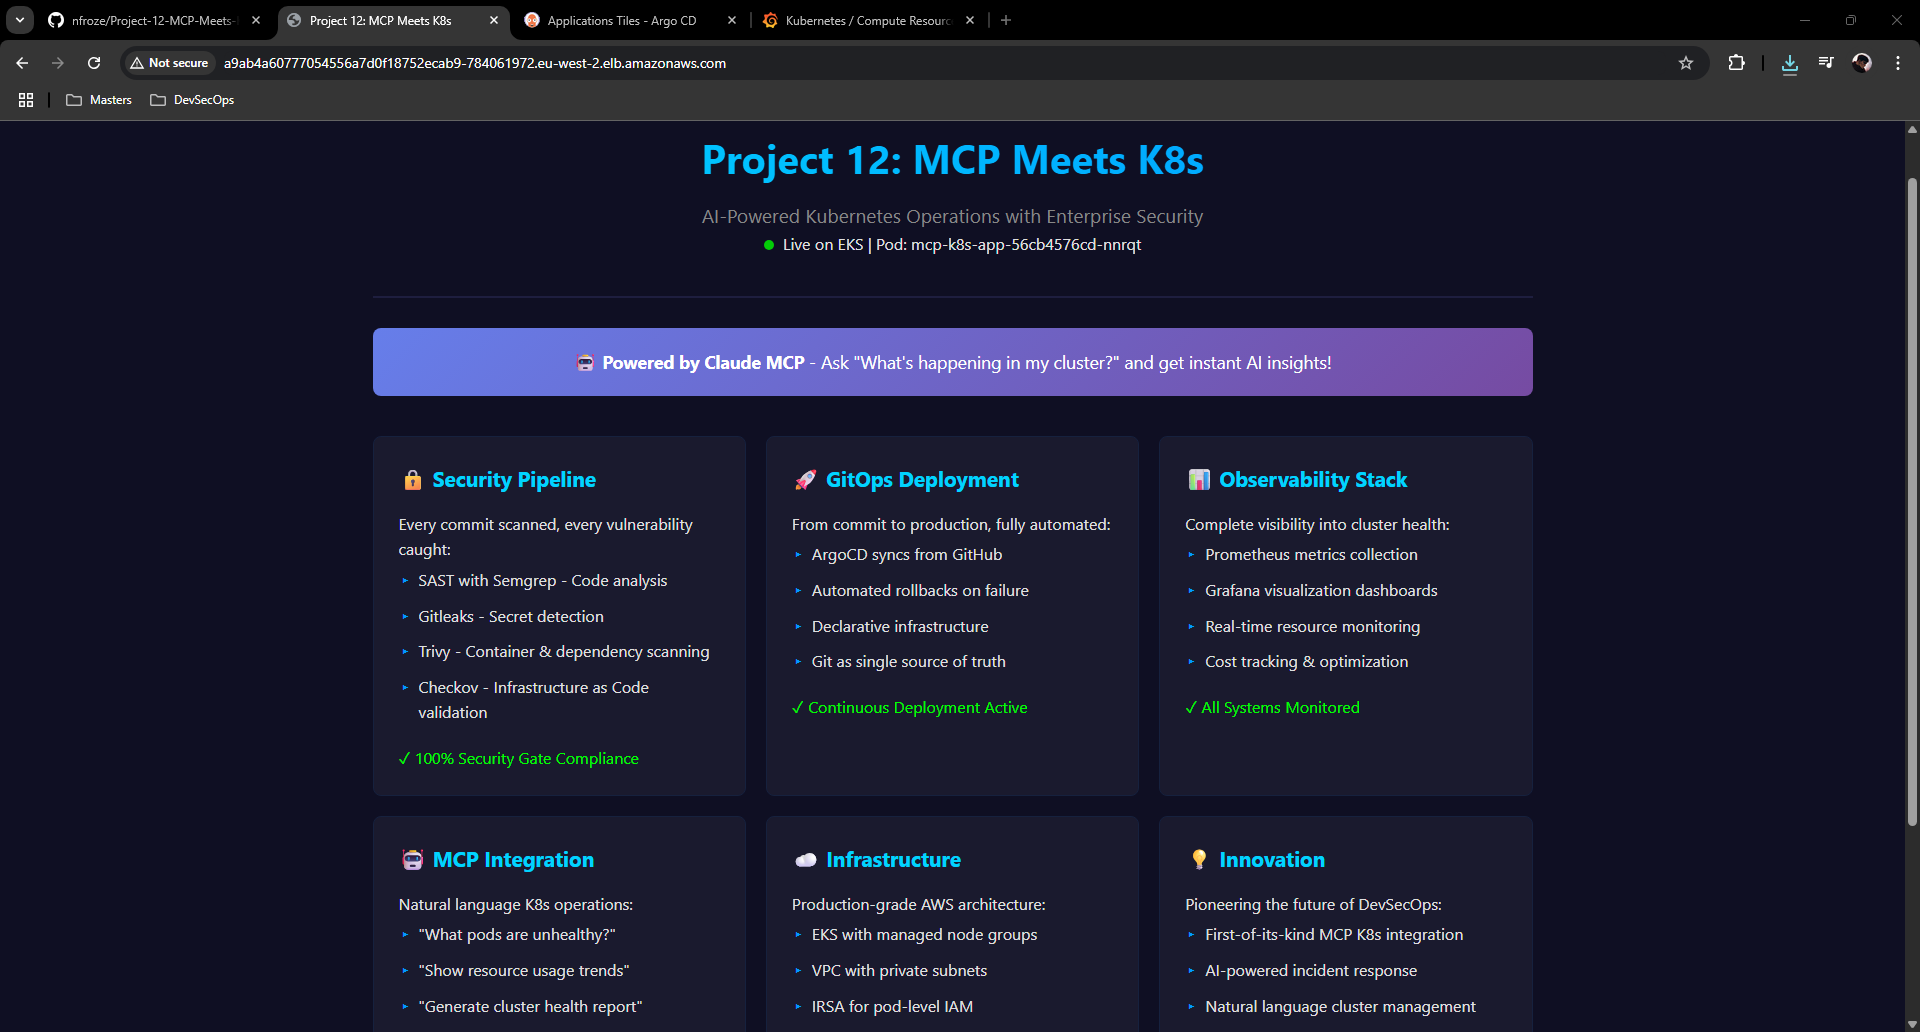 nfroze/Project-12-MCP-Meets-
Project 12: MCP Meets K8s
Applications Tiles - Argo CD
Kubernetes / Compute Resourc
Not secure
a9ab4a60777054556a7d0f18752ecab9-784061972.eu-west-2.elb.amazonaws.com
Masters
DevSecOps
Project 12: MCP Meets K8s
AI-Powered Kubernetes Operations with Enterprise Security
Live on EKS | Pod: mcp-k8s-app-56cb4576cd-nnrqt
Powered by Claude MCP - Ask "What's happening in my cluster?" and get instant AI insights!
Security Pipeline
Every commit scanned, every vulnerability
caught:
SAST with Semgrep - Code analysis
Gitleaks - Secret detection
Trivy - Container & dependency scanning
Checkov - Infrastructure as Code
validation
✓ 100% Security Gate Compliance
GitOps Deployment
From commit to production, fully automated:
ArgoCD syncs from GitHub
Automated rollbacks on failure
Declarative infrastructure
Git as single source of truth
✓ Continuous Deployment Active
Observability Stack
Complete visibility into cluster health:
Prometheus metrics collection
Grafana visualization dashboards
Real-time resource monitoring
Cost tracking & optimization
✓ All Systems Monitored
MCP Integration
Natural language K8s operations:
"What pods are unhealthy?"
"Show resource usage trends"
"Generate cluster health report"
Infrastructure
Production-grade AWS architecture:
EKS with managed node groups
VPC with private subnets
IRSA for pod-level IAM
Innovation
Pioneering the future of DevSecOps:
First-of-its-kind MCP K8s integration
AI-powered incident response
Natural language cluster management